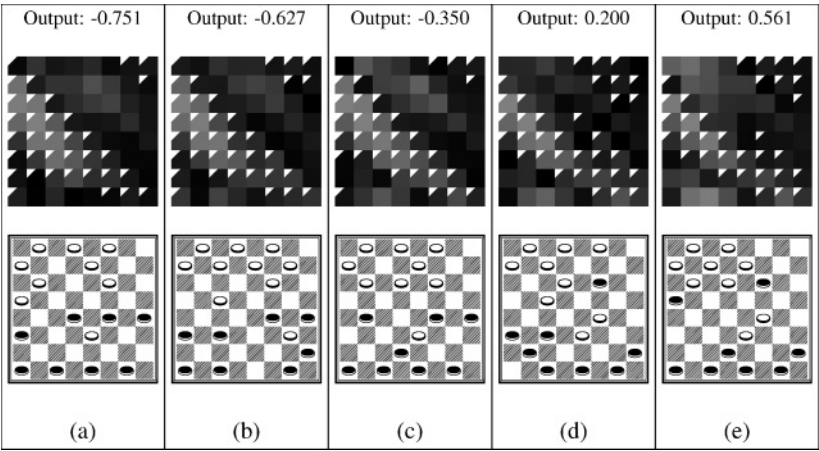 Output: -0.751
Output: -0.627
Output: -0.350
Output: 0.200
Output: 0.561
(a)
(b)
(c)
(d)
(e)